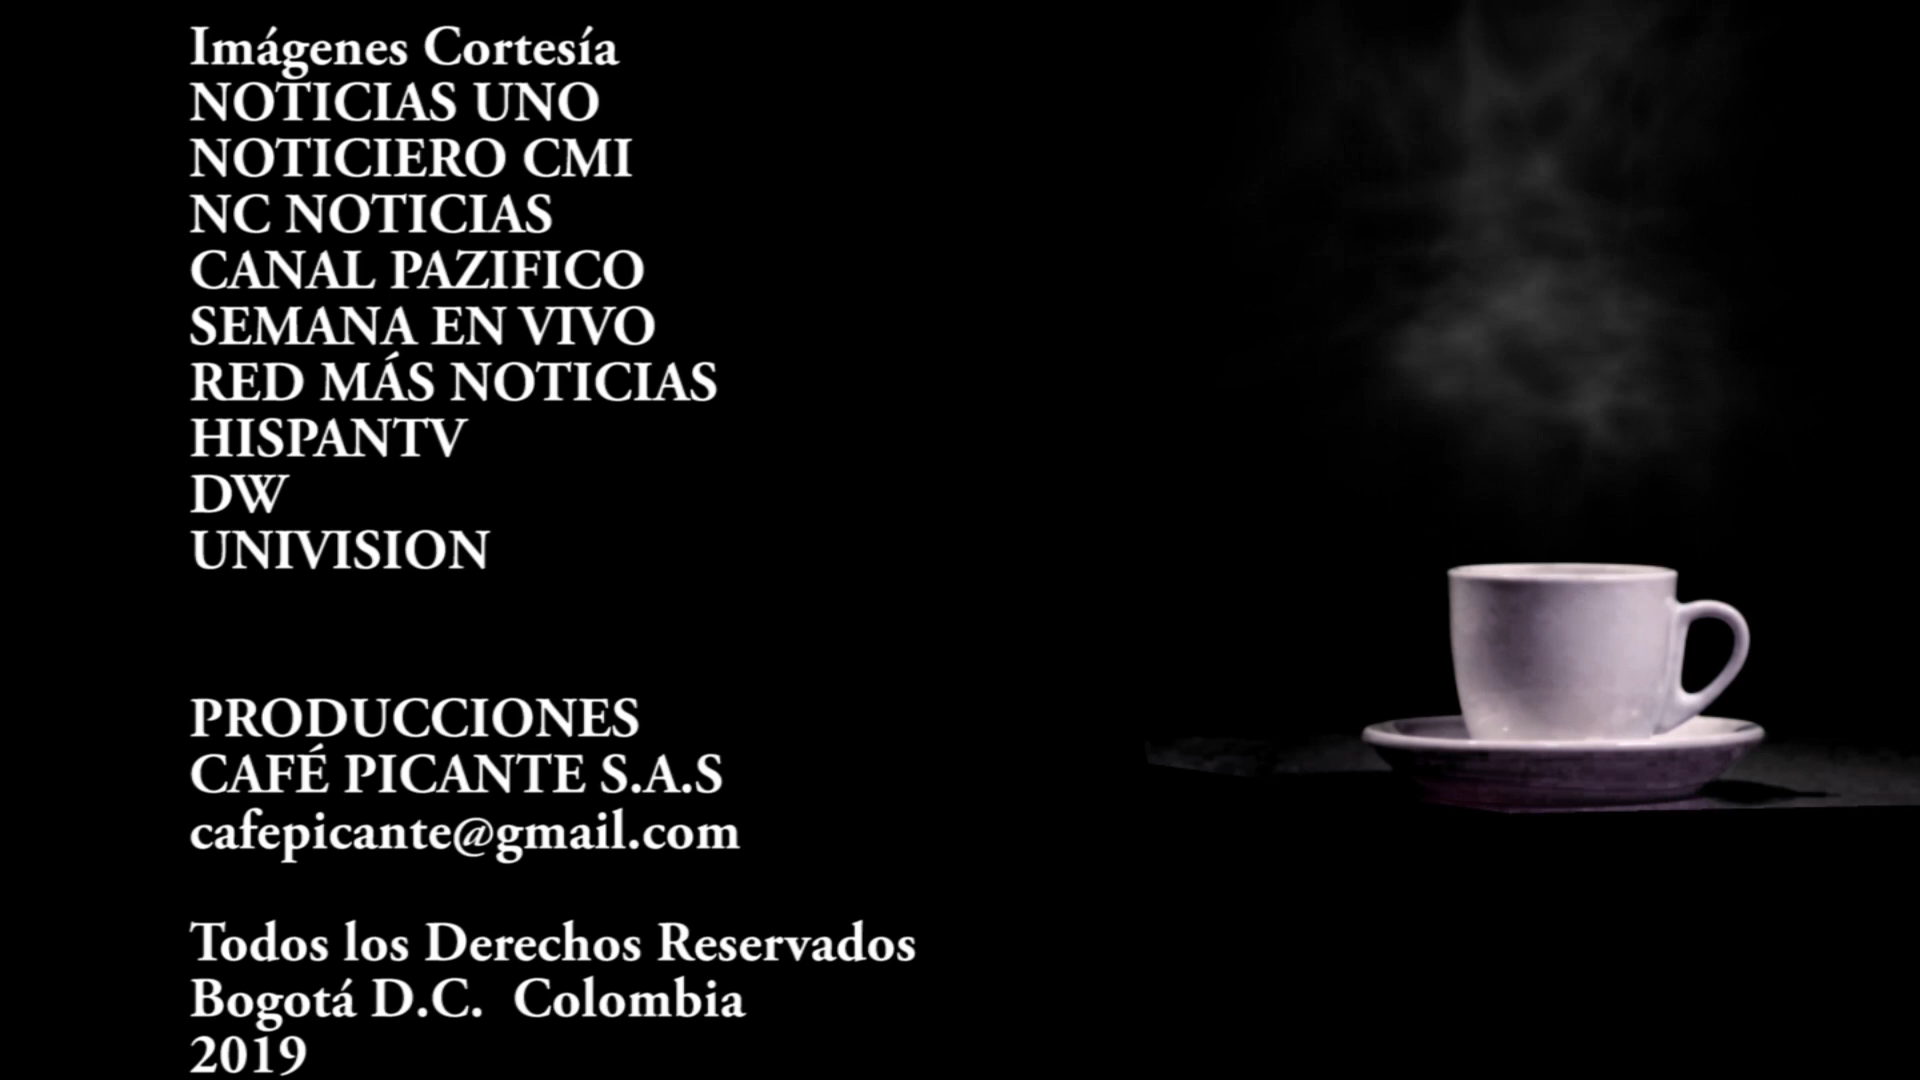 Imágenes Cortesía
NOTICIAS UNO
NOTICIERO CMI
NC NOTICIAS
CANAL PAZIFICO
SEMANA EN VIVO
RED MÁS NOTICIAS
HISPANTV
DW
UNIVISION
PRODUCCIONES
CAFÉ PICANTE S.A.S
cafepicante@gmail.com
Todos los Derechos Reservados
Bogotá D.C.  Colombia
2019